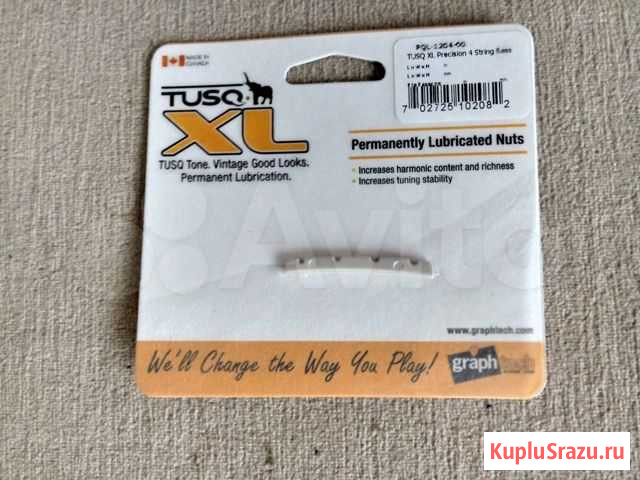 MADE IN
CANADA
PQL-1204-00
TUSQ XL Precision 4 String Bass
L x W x H in
L x W x H mm
7 02725 10208 2
TUSQ
XL
TUSQ Tone. Vintage Good Looks.
Permanent Lubrication.
Permanently Lubricated Nuts
Increases harmonic content and richness
Increases tuning stability
Avito
www.graphtech.com
We'll Change the Way You Play!
graph tech
KupluSrazu.ru